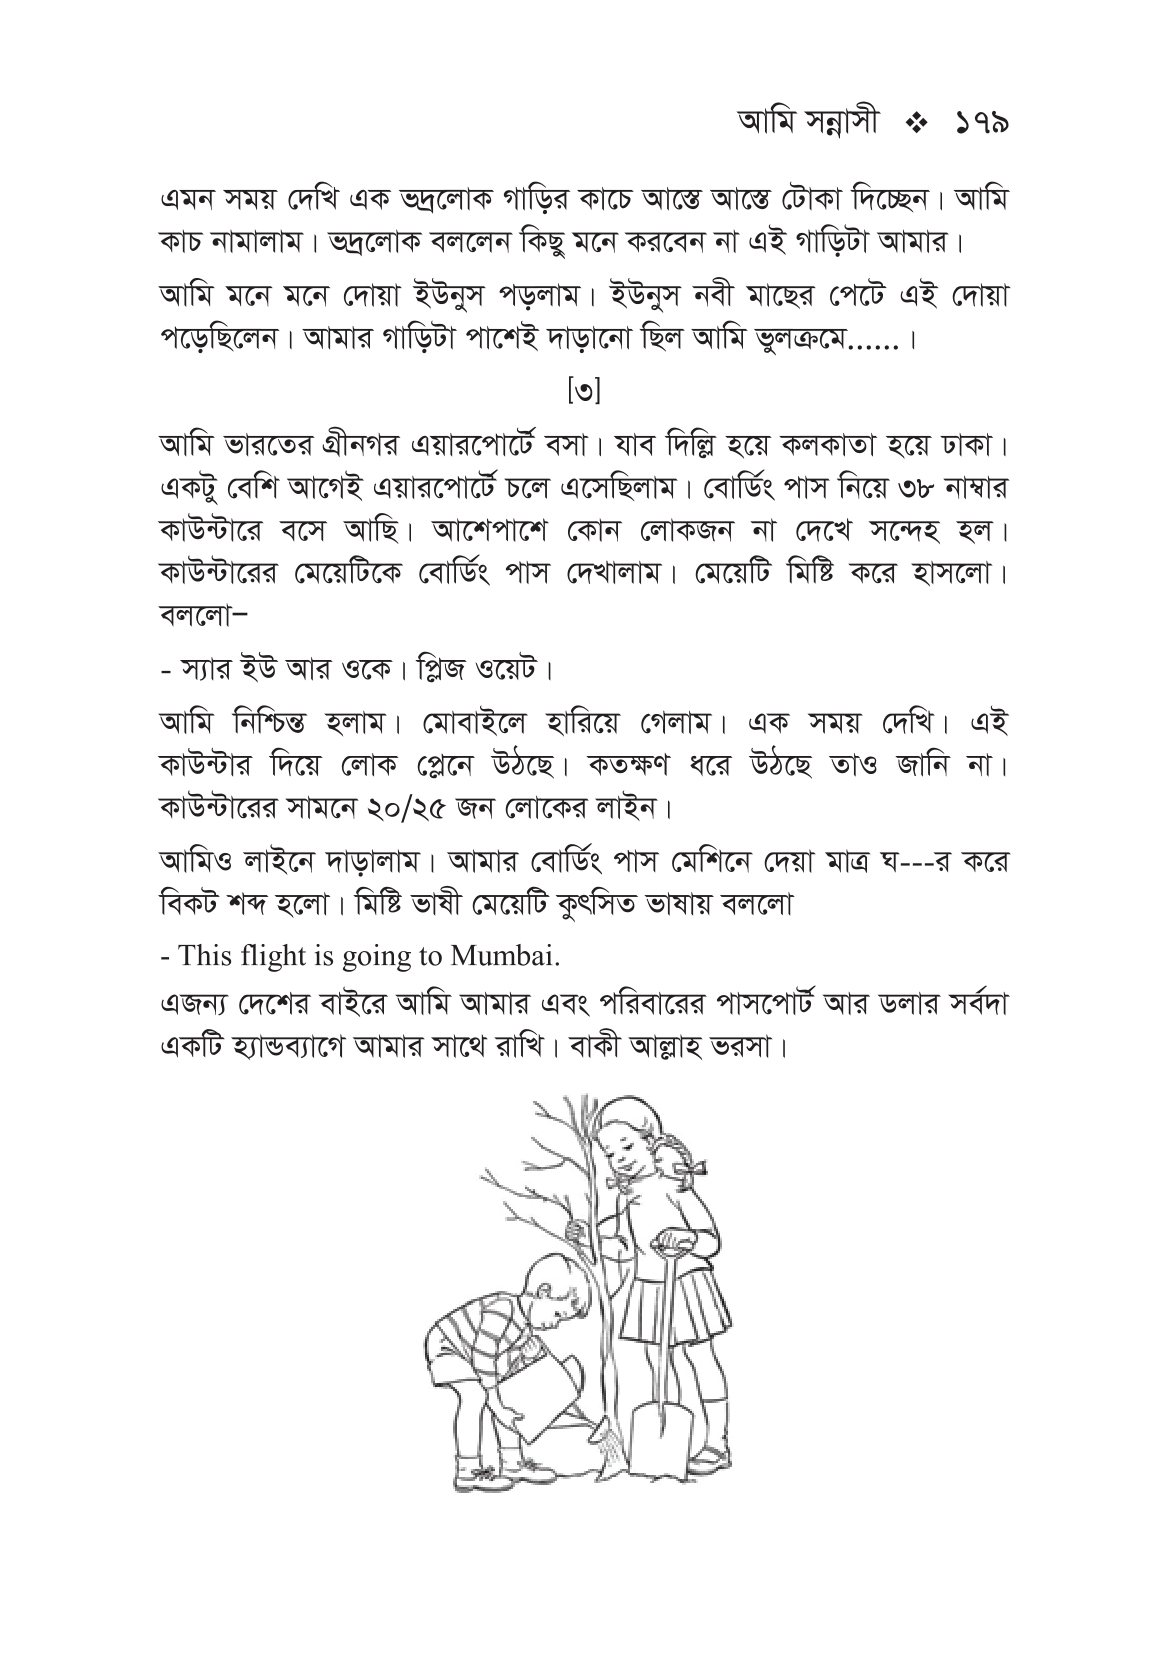 আমি সন্নাসী ❖ ১৭৯
এমন সময় দেখি এক ভদ্রলোক গাড়ির কাচে আস্তে আস্তে টোকা দিচ্ছেন। আমি
কাচ নামালাম। ভদ্রলোক বললেন কিছু মনে করবেন না এই গাড়িটা আমার।
আমি মনে মনে দোয়া ইউনুস পড়লাম। ইউনুস নবী মাছের পেটে এই দোয়া
পড়েছিলেন। আমার গাড়িটা পাশেই দাড়ানো ছিল আমি ভুলক্রমে......।
[৩]
আমি ভারতের গ্রীনগর এয়ারপোর্টে বসা। যাব দিল্লি হয়ে কলকাতা হয়ে ঢাকা।
একটু বেশি আগেই এয়ারপোর্টে চলে এসেছিলাম। বোর্ডিং পাস নিয়ে ৩৮ নাম্বার
কাউন্টারে বসে আছি। আশেপাশে কোন লোকজন না দেখে সন্দেহ হল।
কাউন্টারের মেয়েটিকে বোর্ডিং পাস দেখালাম। মেয়েটি মিষ্টি করে হাসলো।
বললো–
- স্যার ইউ আর ওকে। প্লিজ ওয়েট।
আমি নিশ্চিন্ত হলাম। মোবাইলে হারিয়ে গেলাম। এক সময় দেখি। এই
কাউন্টার দিয়ে লোক প্লেনে উঠছে। কতক্ষণ ধরে উঠছে তাও জানি না।
কাউন্টারের সামনে ২০/২৫ জন লোকের লাইন।
আমিও লাইনে দাড়ালাম। আমার বোর্ডিং পাস মেশিনে দেয়া মাত্র ঘ---র করে
বিকট শব্দ হলো। মিষ্টি ভাষী মেয়েটি কুৎসিত ভাষায় বললো
- This flight is going to Mumbai.
এজন্য দেশের বাইরে আমি আমার এবং পরিবারের পাসপোর্ট আর ডলার সর্বদা
একটি হ্যান্ডব্যাগে আমার সাথে রাখি। বাকী আল্লাহ ভরসা।